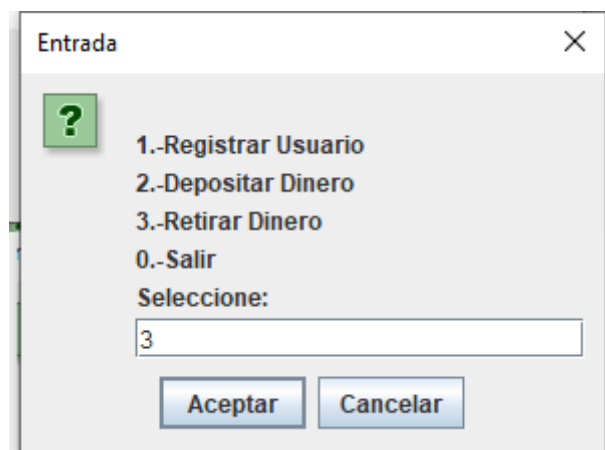 Entrada
?
1.-Registrar Usuario
2.-Depositar Dinero
3.-Retirar Dinero
0.-Salir
Seleccione:
3
Aceptar Cancelar